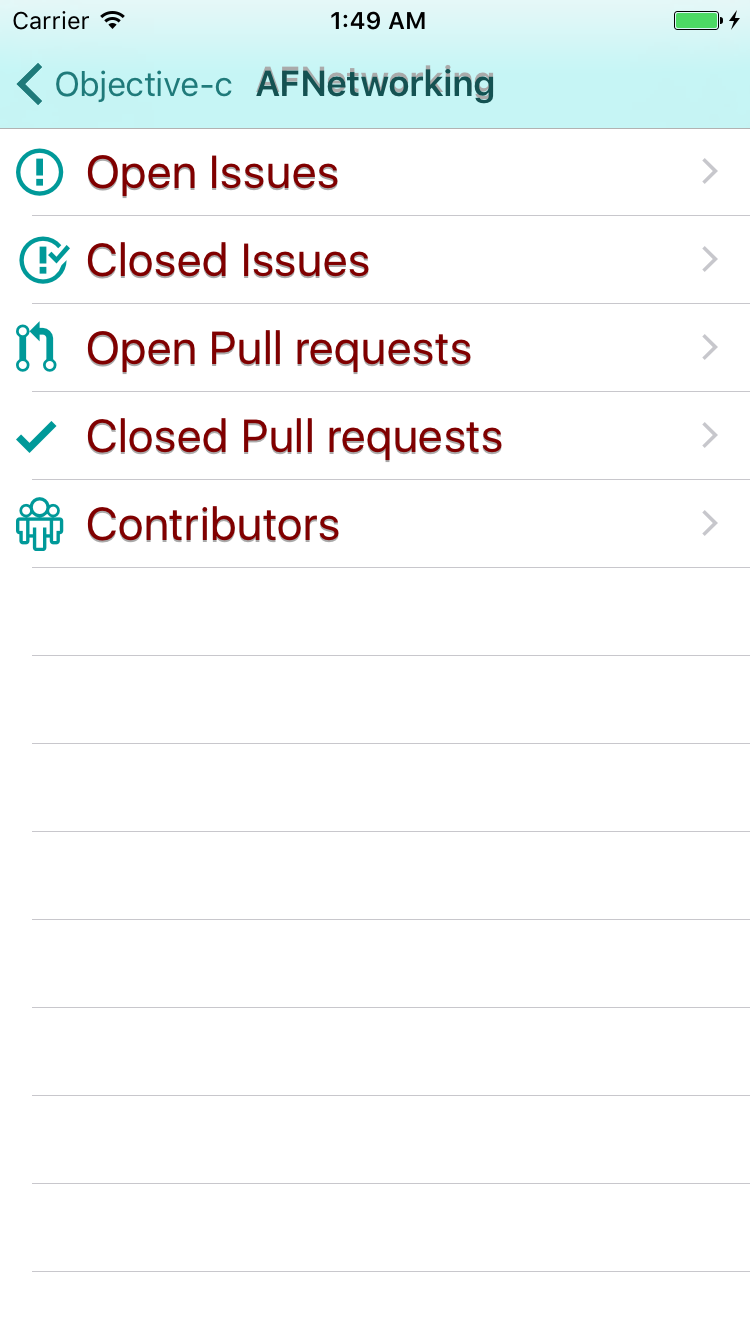 Carrier 1:49 AM
Objective-c AFNetworking
Open Issues
Closed Issues
Open Pull requests
Closed Pull requests
Contributors